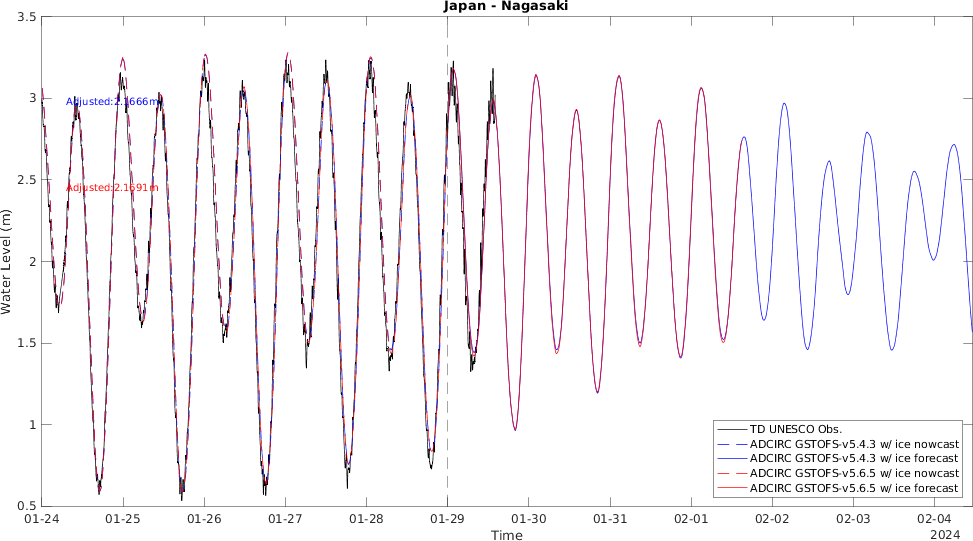 Japan - Nagasaki
3.5
3
2.5
2
1.5
1
0.5
Water Level (m)
Adjusted:2.1666m
Adjusted:2.1691m
TD UNESCO Obs.
ADCIRC GSTOFS-v5.4.3 w/ ice nowcast
ADCIRC GSTOFS-v5.4.3 w/ ice forecast
ADCIRC GSTOFS-v5.6.5 w/ ice nowcast
ADCIRC GSTOFS-v5.6.5 w/ ice forecast
01-24 01-25 01-26 01-27 01-28 01-29 01-30 01-31 02-01 02-02 02-03 02-04
Time
2024